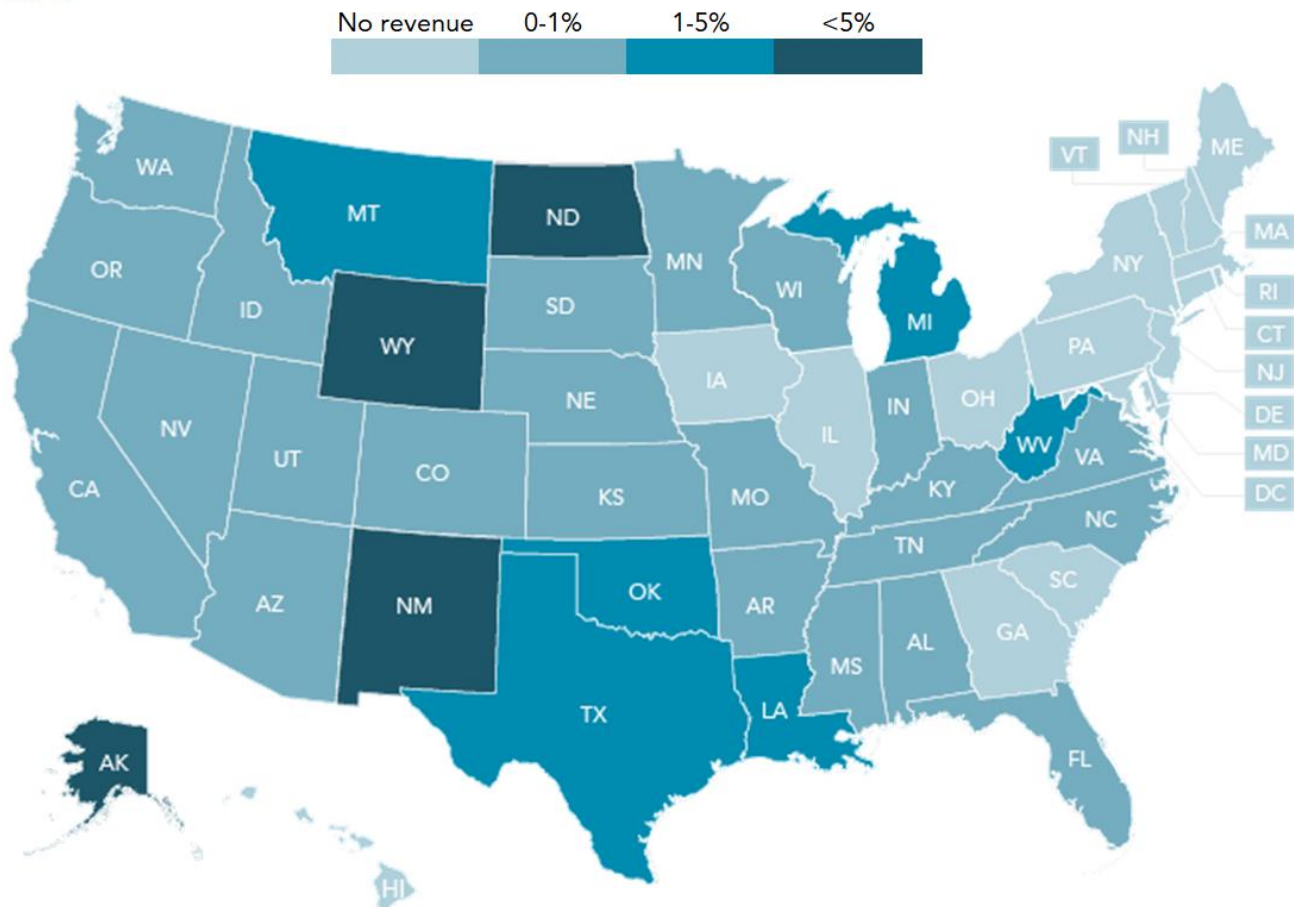 No revenue 0-1% 1-5% <5%
NH
VT
ME
WA
MT
ND
MA
OR
MN
NY
ID
SD
WI
RI
MI
CT
WY
PA
NJ
IA
NE
OH
IN
DE
NV
IL
WV
UT
CO
VA
MD
CA
KS
MO
KY
DC
NC
TN
AZ
NM
OK
AR
SC
GA
MS
AL
TX
LA
AK
FL
HI